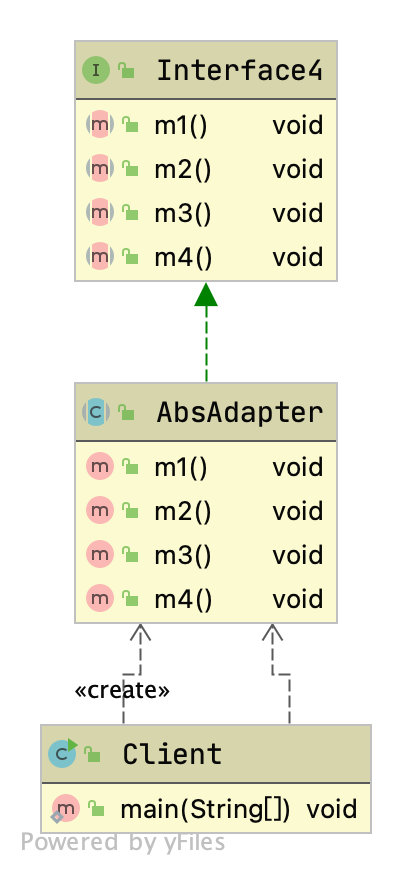 Interface4
m1() void
m2() void
m3() void
m4() void
AbsAdapter
m1() void
m2() void
m3() void
m4() void
«create»
Client
main(String[]) void
Powered by yFiles